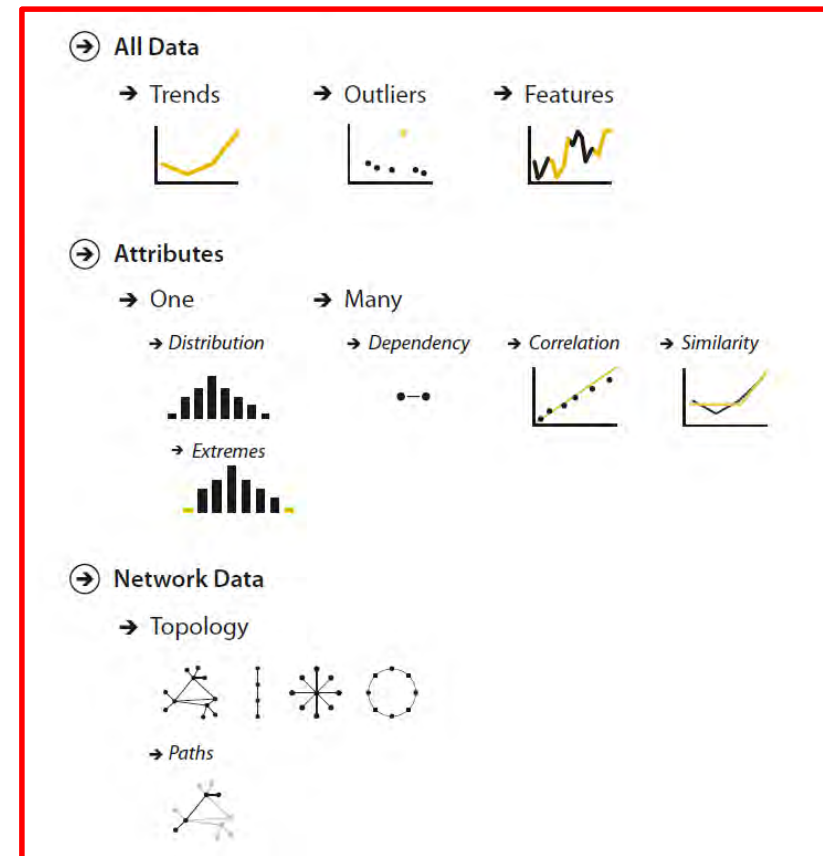 All Data
→ Trends → Outliers → Features
Attributes
→ One → Many
→ Distribution → Dependency → Correlation → Similarity
→ Extremes
Network Data
→ Topology
→ Paths